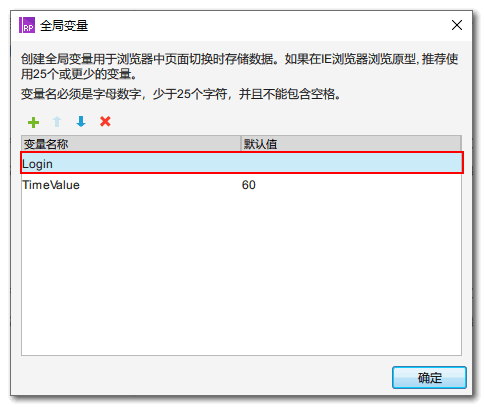 RP 全局变量
创建全局变量用于浏览器中页面切换时存储数据。如果在IE浏览器浏览原型, 推荐使
用25个或更少的变量。
变量名必须是字母数字，少于25个字符，并且不能包含空格。
变量名称 默认值
Login
TimeValue 60
确定